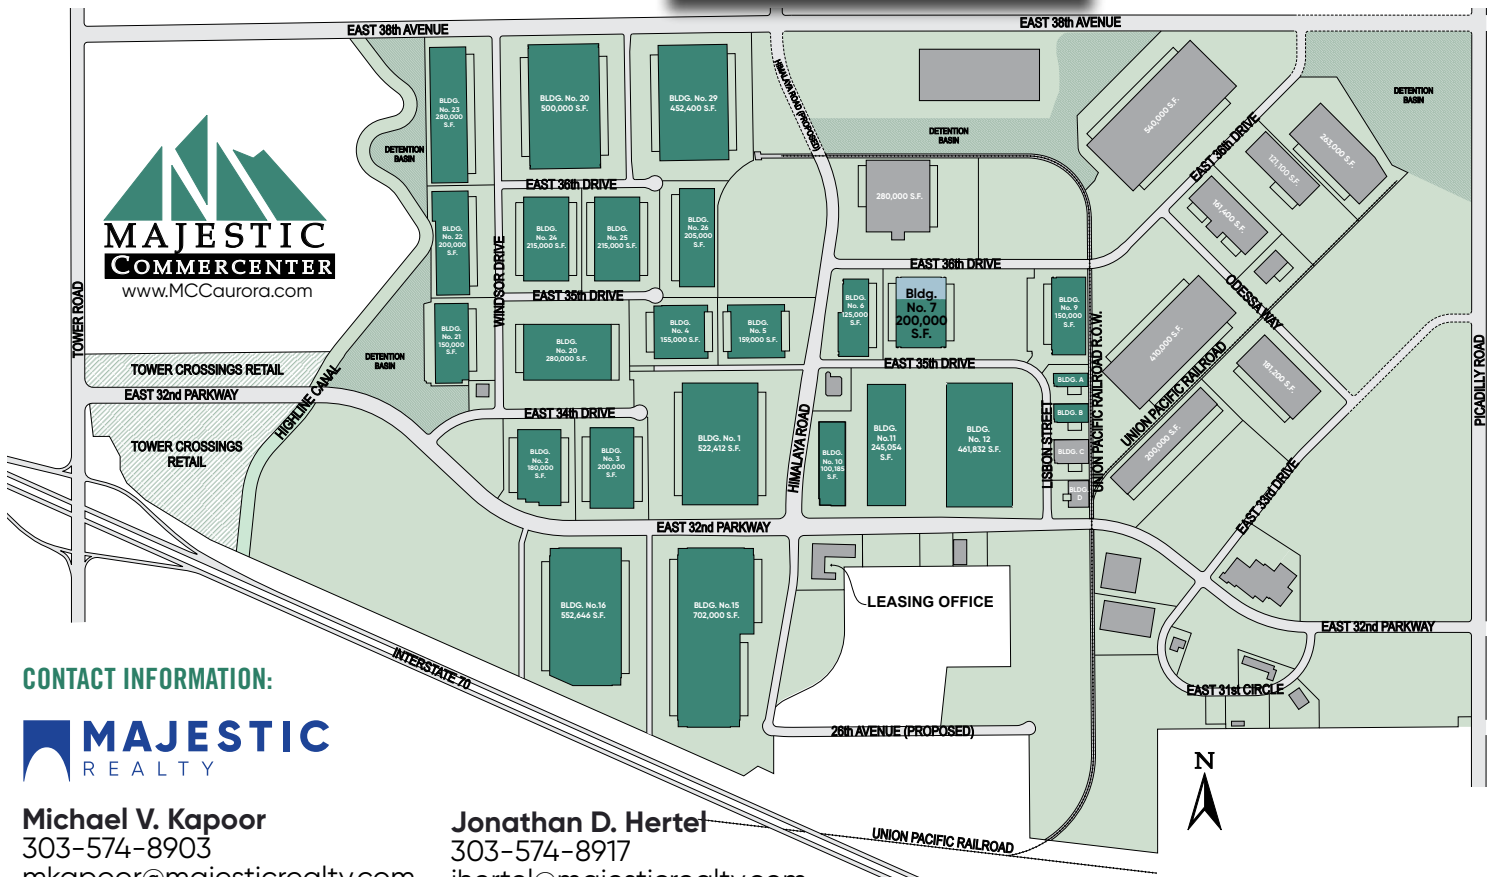 EAST 38th AVENUE
EAST 38th AVENUE
BLDG.
No. 23
280,000
S.F.
BLDG. No. 20
500,000 S.F.
BLDG. No. 29
452,400 S.F.
HIMALAYA ROAD (PROPOSED)
DETENTION
BASIN
540,000 S.F.
EAST 36th DRIVE
121,100 S.F.
263,000 S.F.
DETENTION
BASIN
DETENTION
BASIN
MAJESTIC
COMMERCENTER
www.MCCaurora.com
EAST 36th DRIVE
280,000 S.F.
161,400 S.F.
BLDG.
No. 22
200,000
S.F.
WINDSOR DRIVE
BLDG.
No. 24
215,000 S.F.
BLDG.
No. 25
215,000 S.F.
BLDG.
No. 26
205,000
S.F.
EAST 36th DRIVE
ODESSA WAY
TOWER ROAD
EAST 35th DRIVE
BLDG.
No. 21
150,000
S.F.
BLDG.
No. 20
280,000 S.F.
BLDG.
No. 4
155,000 S.F.
BLDG.
No. 5
159,000 S.F.
BLDG.
No. 6
125,000
S.F.
Bldg.
No. 7
200,000
S.F.
BLDG.
No. 9
150,000
S.F.
UNION PACIFIC RAILROAD R.O.W.
410,000 S.F.
181,200 S.F.
PICADILLY ROAD
DETENTION
BASIN
EAST 35th DRIVE
TOWER CROSSINGS RETAIL
EAST 32nd PARKWAY
HIGHLINE CANAL
TOWER CROSSINGS
RETAIL
EAST 34th DRIVE
BLDG.
No. 2
180,000
S.F.
BLDG.
No. 3
200,000
S.F.
BLDG. No. 1
522,412 S.F.
HIMALAYA ROAD
BLDG.
No. 10
100,185
S.F.
BLDG.
No.11
245,054
S.F.
BLDG.
No. 12
461,832 S.F.
LISBON STREET
BLDG. A
BLDG. B
BLDG. C
BLDG.
D
UNION PACIFIC RAILROAD
200,000 S.F.
EAST 33rd DRIVE
EAST 32nd PARKWAY
BLDG. No.16
552,646 S.F.
BLDG. No.15
702,000 S.F.
LEASING OFFICE
EAST 32nd PARKWAY
EAST 31st CIRCLE
INTERSTATE 70
26th AVENUE (PROPOSED)
UNION PACIFIC RAILROAD
N
CONTACT INFORMATION:
MAJESTIC
REALTY
Michael V. Kapoor
303-574-8903
mkapoor@majesticrealty.com
Jonathan D. Hertel
303-574-8917
jhertel@majesticrealty.com